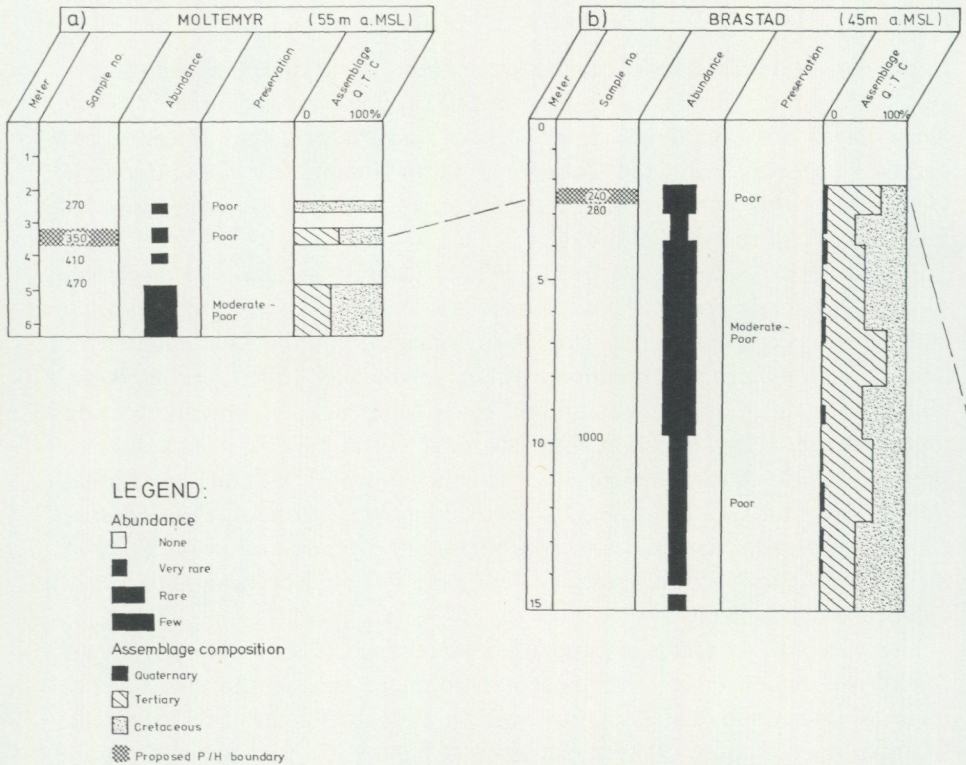 a) MOLTEMYR (55m a.MSL)
Meter Sample no. Abundance Preservation Assemblage Q.T.C
0 100%
1
2
270 Poor
3
350 Poor
4
410
470
5
Moderate-
Poor
6
b) BRASTAD (45m a.MSL)
Meter Sample no. Abundance Preservation Assemblage Q.T.C
0 100%
0
240 Poor
280
5
Moderate-
Poor
10
1000
Poor
15
LEGEND:
Abundance
None
Very rare
Rare
Few
Assemblage composition
Quaternary
Tertiary
Cretaceous
Proposed P/H boundary